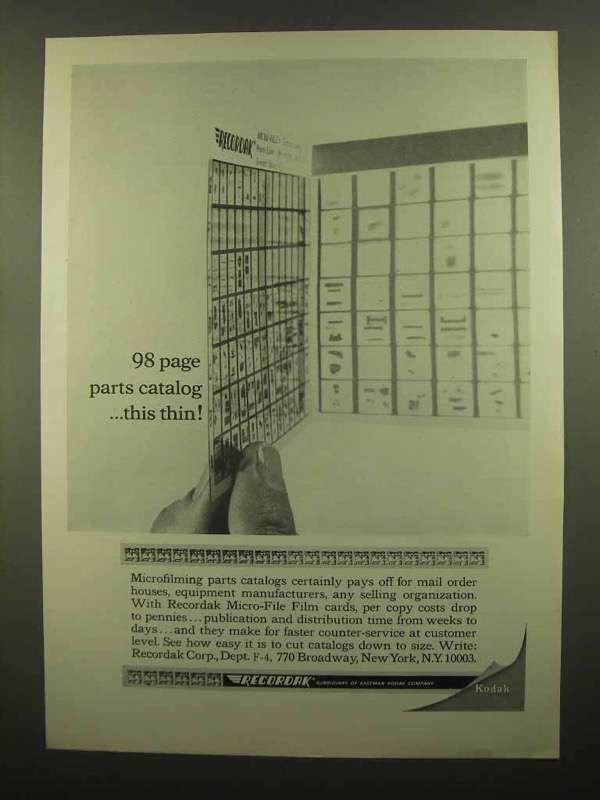 RECORDAK
98 page
parts catalog
...this thin!
Microfilming parts catalogs certainly pays off for mail order
houses, equipment manufacturers, any selling organization.
With Recordak Micro-File Film cards, per copy costs drop
to pennies...publication and distribution time from weeks to
days...and they make for faster counter-service at customer
level. See how easy it is to cut catalogs down to size. Write:
Recordak Corp., Dept. F-4, 770 Broadway, New York, N.Y. 10003.
RECORDAK SUBSIDIARY OF EASTMAN KODAK COMPANY
Kodak